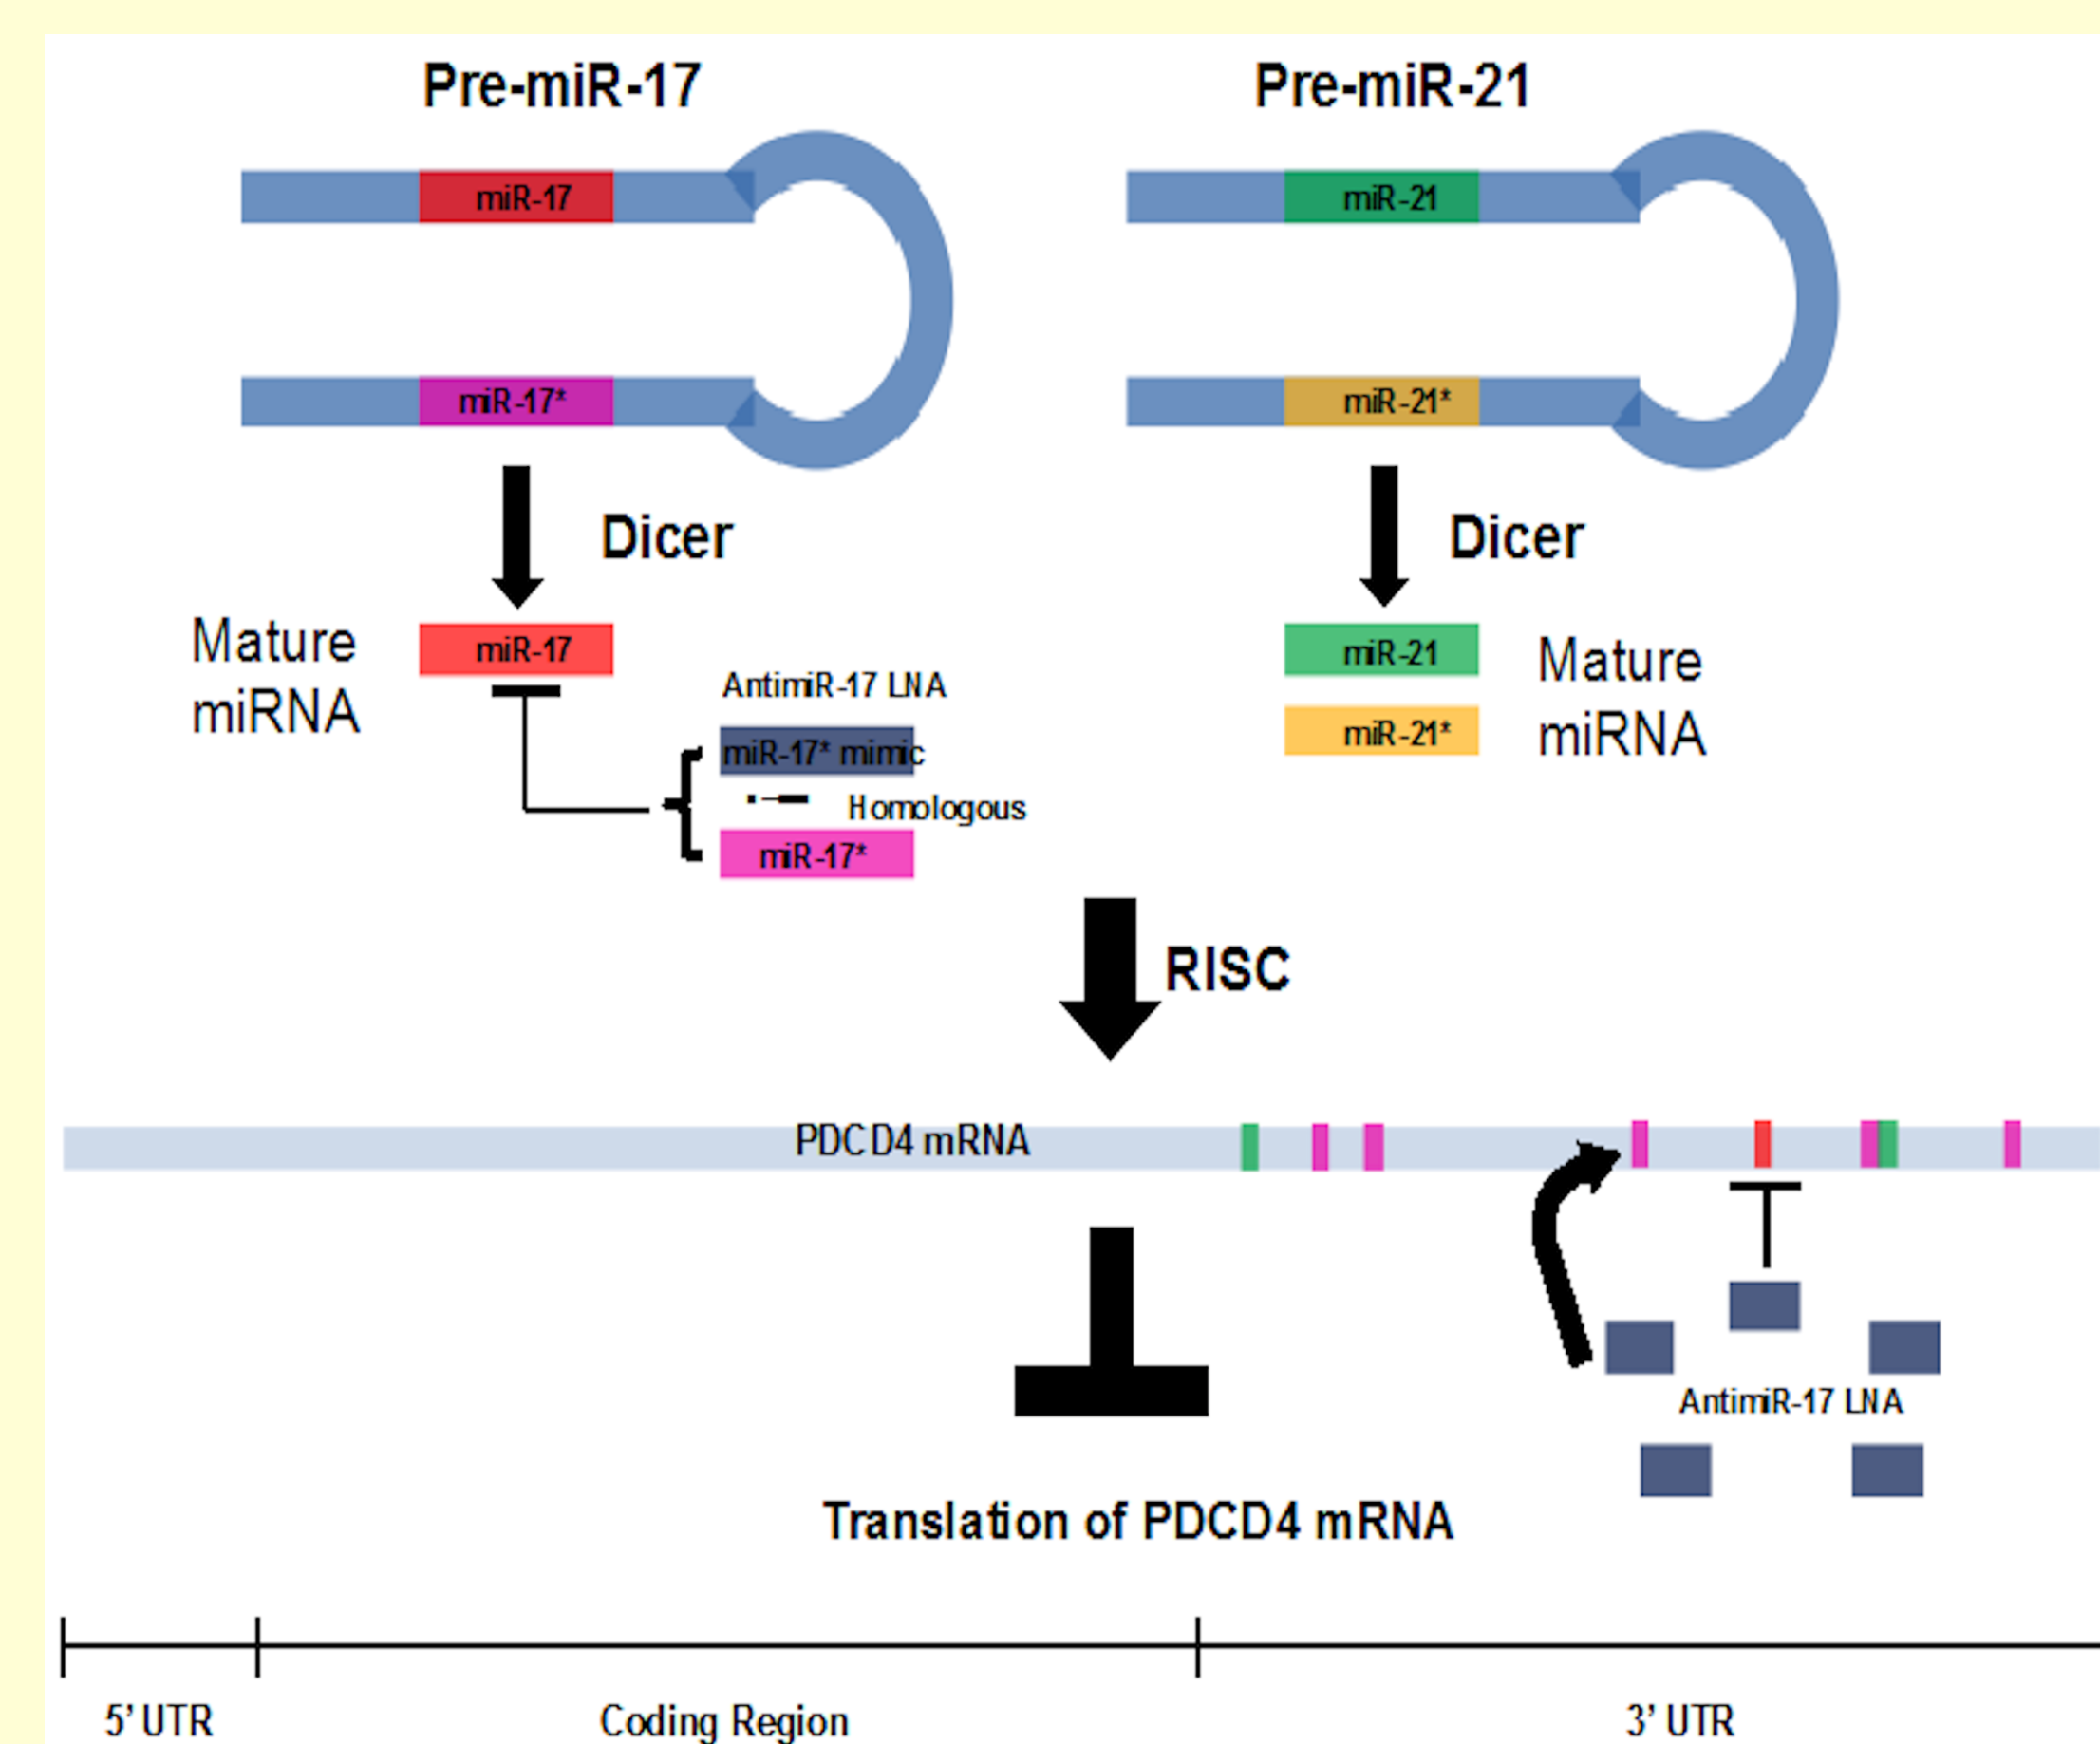 Pre-miR-17
Pre-miR-21
miR-17
miR-21
miR-17*
miR-21*
Dicer
Dicer
Mature
miRNA
miR-17
miR-21
Mature
miRNA
miR-21*
AntimiR-17 LNA
miR-17* mimic
Homologous
miR-17*
RISC
PDCD4 mRNA
AntimiR-17 LNA
Translation of PDCD4 mRNA
5’ UTR
Coding Region
3’ UTR